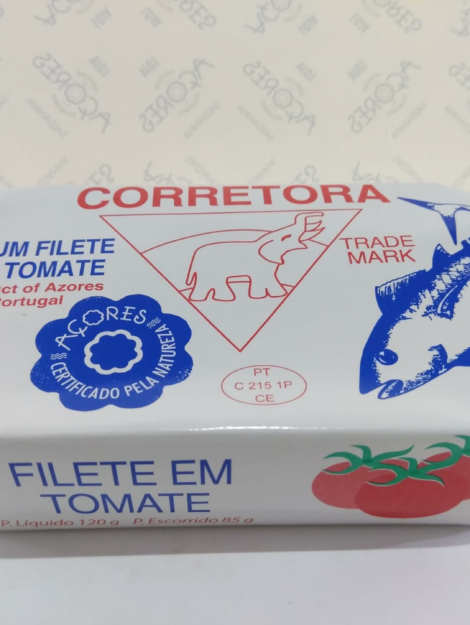 CORRETORA
UM FILETE
TOMATE
ct of Azores
ortugal
TRADE
MARK
AÇORES
CERTIFICADO PELA NATUREZA
PT
C 215 1P
CE
FILETE EM
TOMATE
P. Líquido 120 g P. Escorrido 85 g